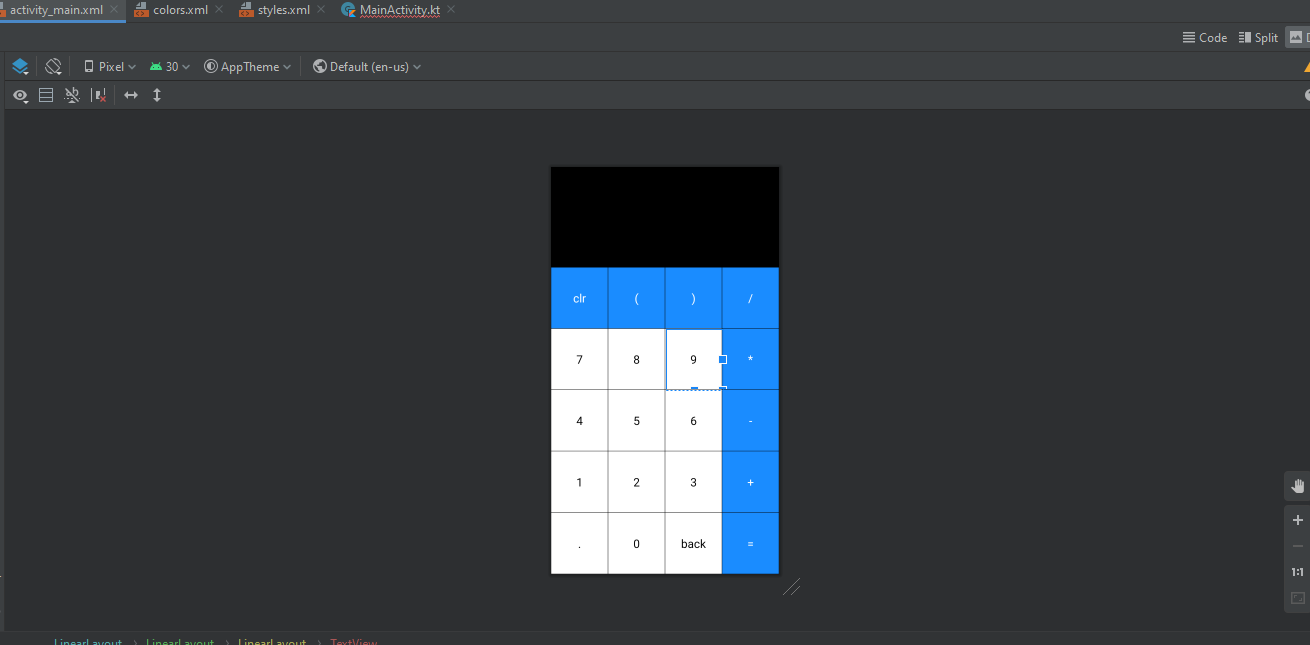 activity_main.xml colors.xml styles.xml MainActivity.kt
Code Split
Pixel 30 AppTheme Default (en-us)
clr ( ) /
7 8 9 *
4 5 6 -
1 2 3 +
. 0 back =
1:1
LinearLayout LinearLayout LinearLayout TextView